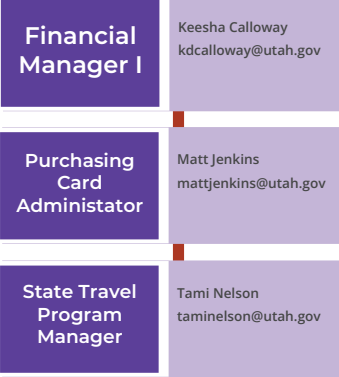 Financial
Manager I
Keesha Calloway
kdcalloway@utah.gov
Purchasing
Card
Administator
Matt Jenkins
mattjenkins@utah.gov
State Travel
Program
Manager
Tami Nelson
taminelson@utah.gov